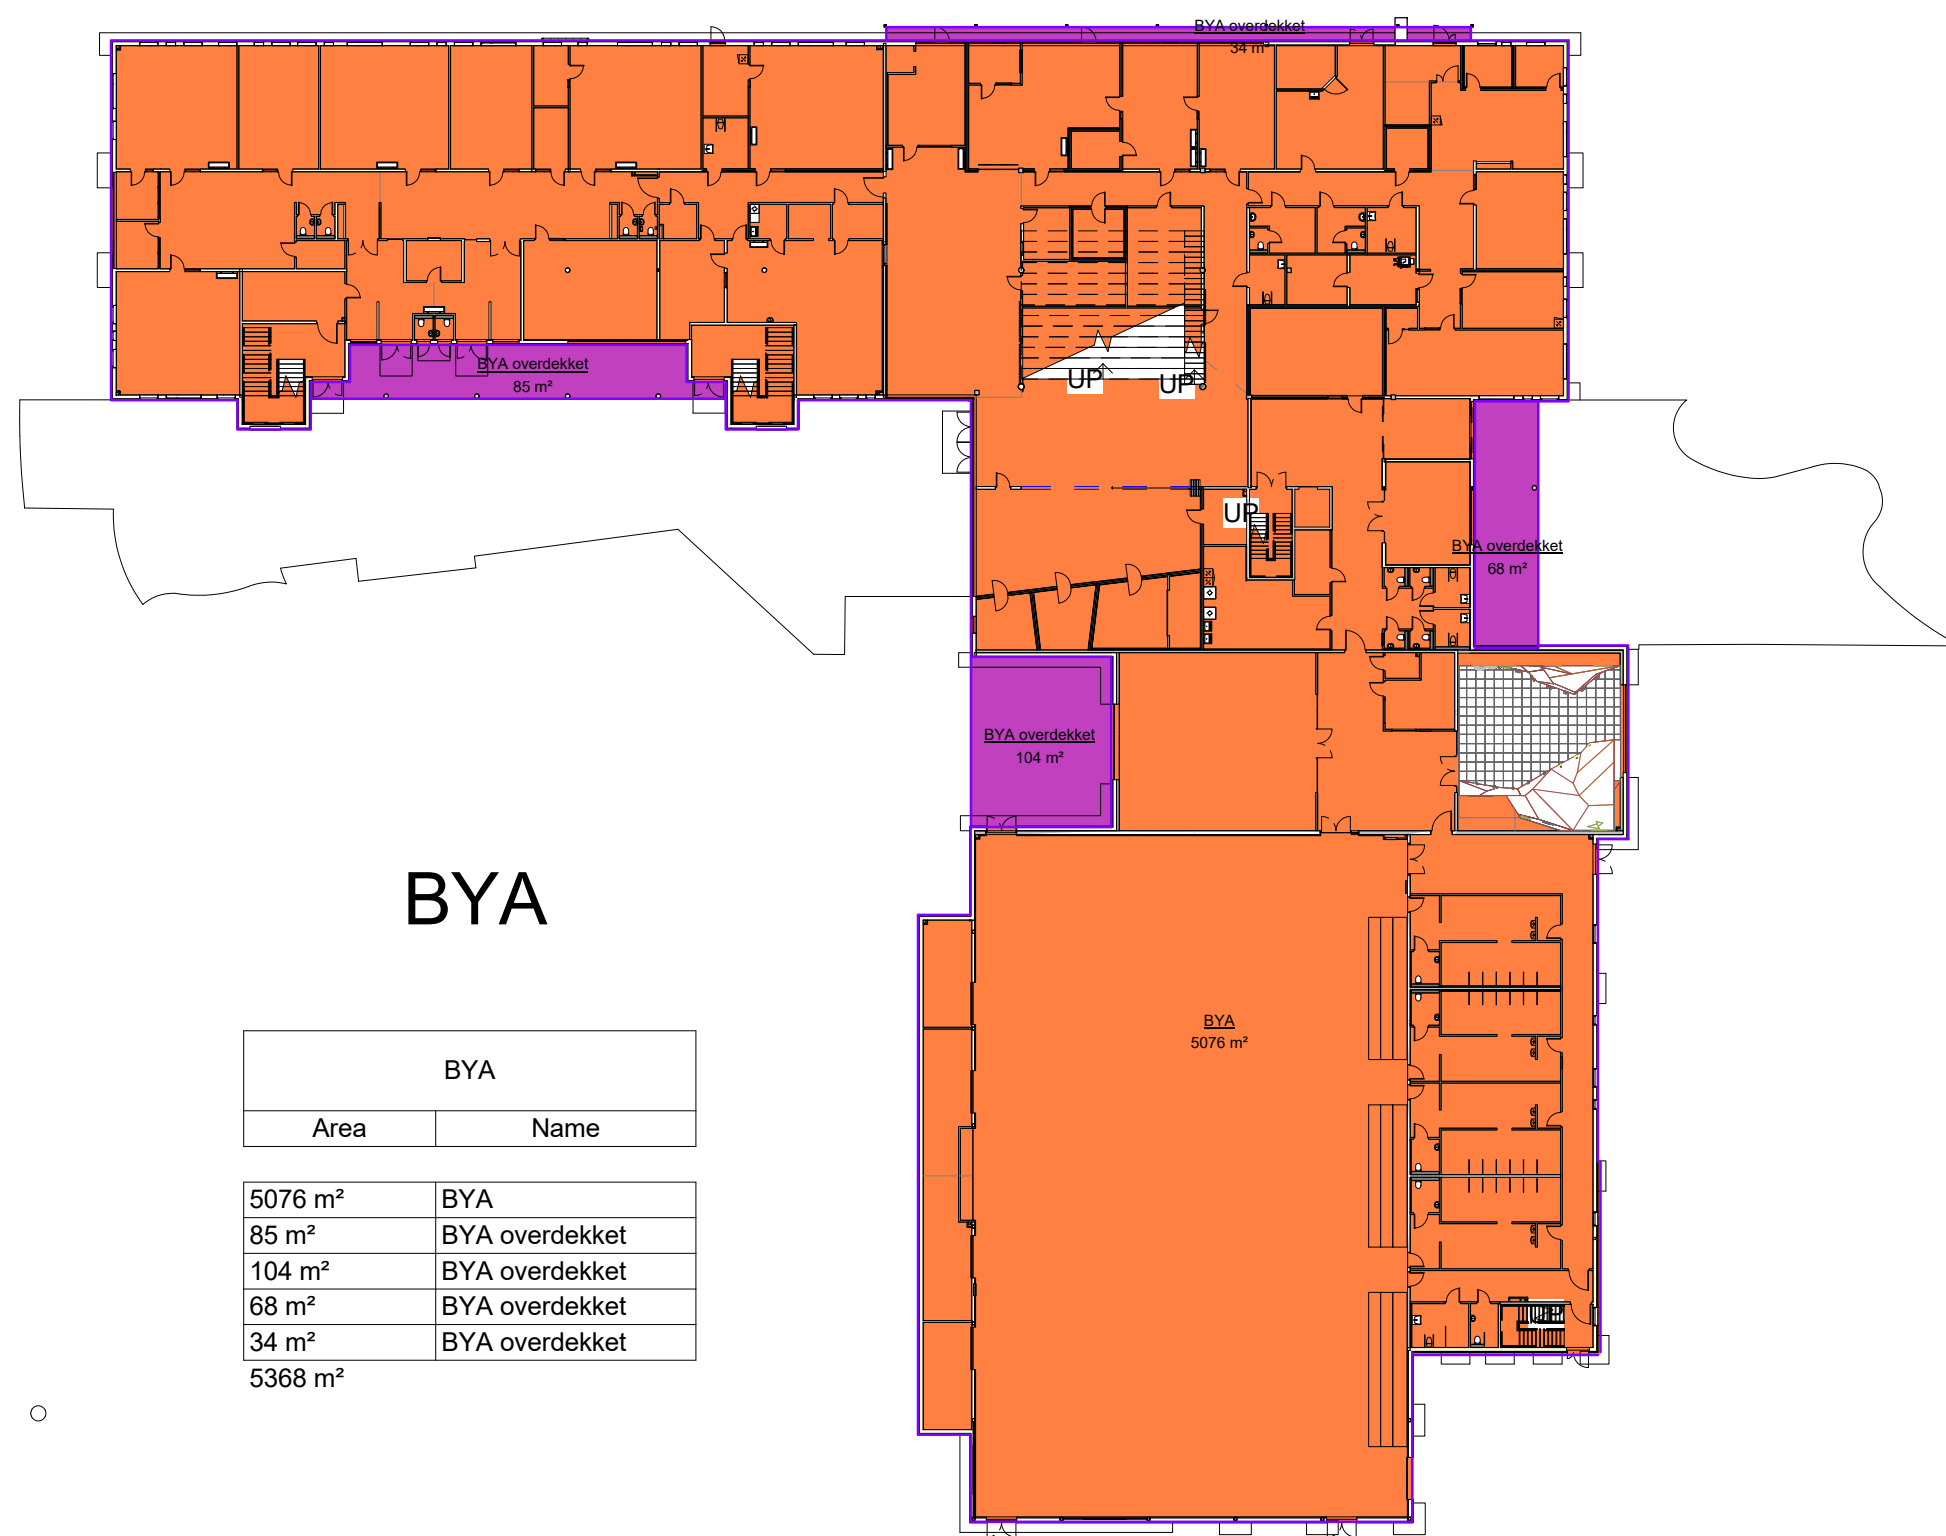 BYA overdekket
34 m²
BYA overdekket
85 m²
UP
UP
UP
BYA overdekket
68 m²
BYA overdekket
104 m²
BYA
BYA
5076 m²
UP
BYA
Area Name
5076 m² BYA
85 m² BYA overdekket
104 m² BYA overdekket
68 m² BYA overdekket
34 m² BYA overdekket
5368 m²